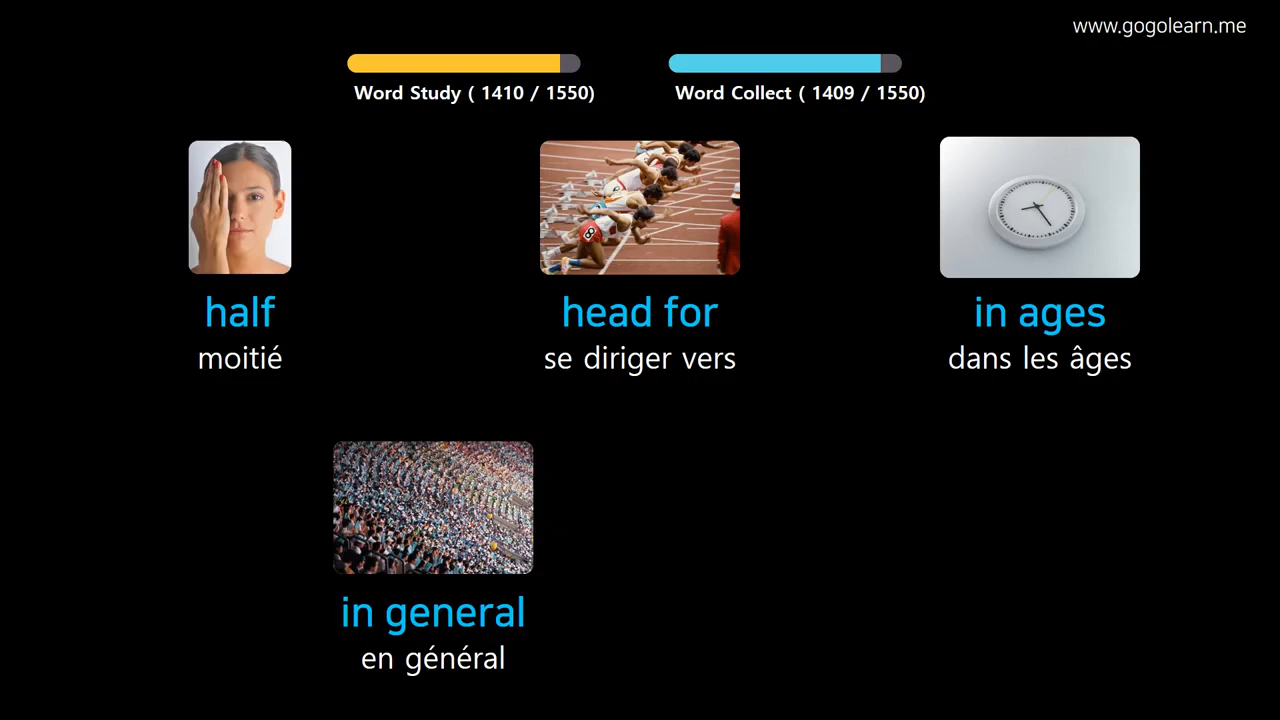 www.gogolearn.me
Word Study ( 1410 / 1550)
Word Collect ( 1409 / 1550)
8
half
head for
in ages
moitié
se diriger vers
dans les âges
in general
en général